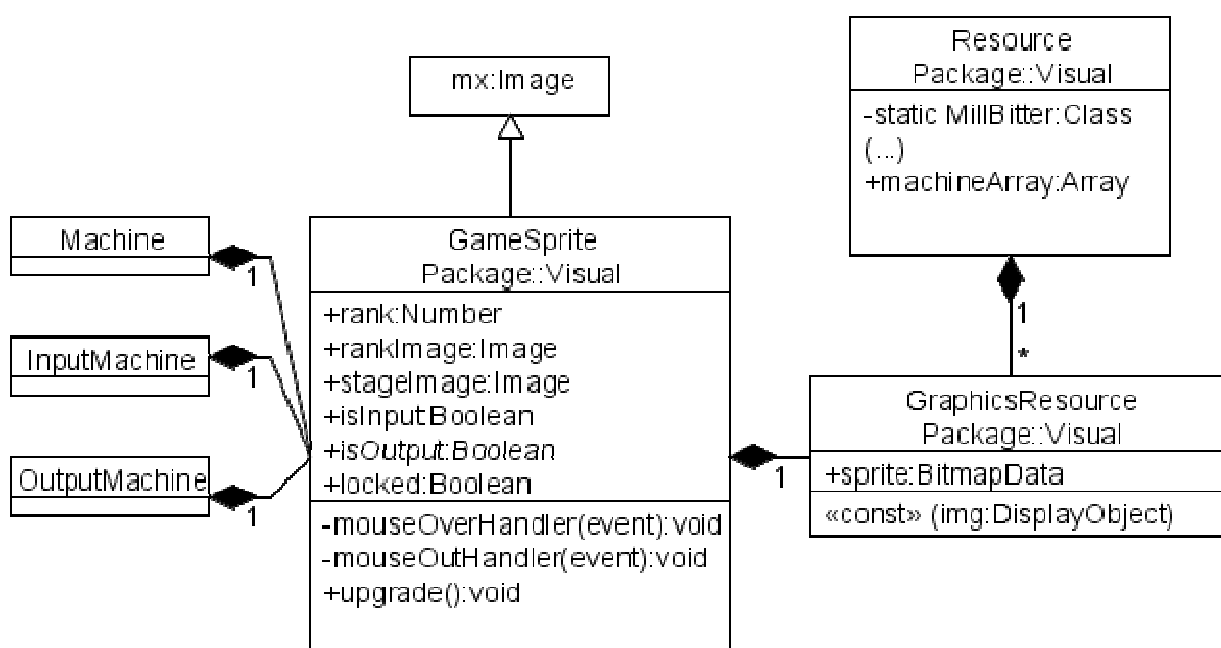 mx:Image
Resource
Package::Visual
-static MillBitter:Class
(...)
+machineArray:Array
1
*
Machine
1
InputMachine
1
OutputMachine
1
GameSprite
Package::Visual
+rank:Number
+rankImage:Image
+stageImage:Image
+isInput:Boolean
+isOutput:Boolean
+locked:Boolean
-mouseOverHandler(event):void
-mouseOutHandler(event):void
+upgrade():void
1
GraphicsResource
Package::Visual
+sprite:BitmapData
«const» (img:DisplayObject)